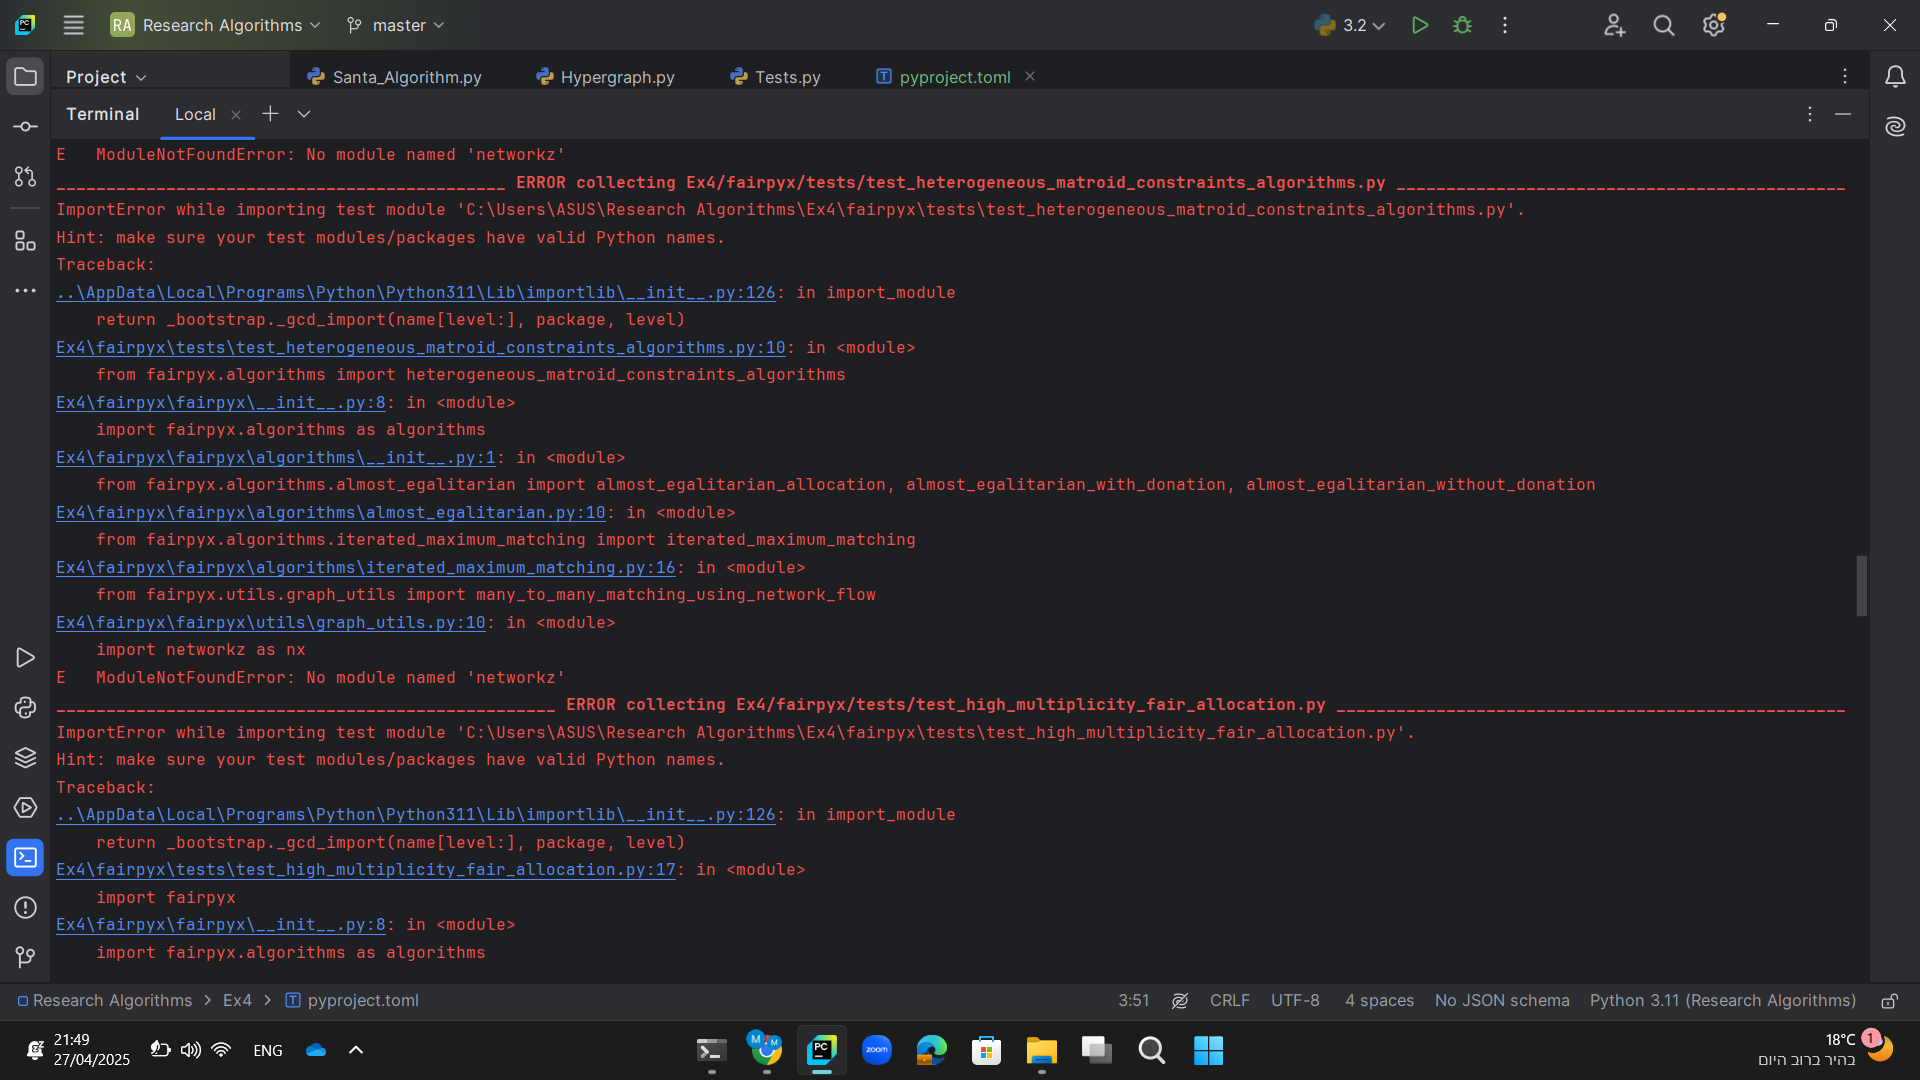 RA Research Algorithms master 3.2
Project Santa_Algorithm.py Hypergraph.py Tests.py pyproject.toml
Terminal Local
E   ModuleNotFoundError: No module named 'networkz'
_____________________________________________ ERROR collecting Ex4/fairpyx/tests/test_heterogeneous_matroid_constraints_algorithms.py _____________________________________________
ImportError while importing test module 'C:\Users\ASUS\Research Algorithms\Ex4\fairpyx\tests\test_heterogeneous_matroid_constraints_algorithms.py'.
Hint: make sure your test modules/packages have valid Python names.
Traceback:
..\AppData\Local\Programs\Python\Python311\Lib\importlib\__init__.py:126: in import_module
    return _bootstrap._gcd_import(name[level:], package, level)
Ex4\fairpyx\tests\test_heterogeneous_matroid_constraints_algorithms.py:10: in <module>
    from fairpyx.algorithms import heterogeneous_matroid_constraints_algorithms
Ex4\fairpyx\fairpyx\__init__.py:8: in <module>
    import fairpyx.algorithms as algorithms
Ex4\fairpyx\fairpyx\algorithms\__init__.py:1: in <module>
    from fairpyx.algorithms.almost_egalitarian import almost_egalitarian_allocation, almost_egalitarian_with_donation, almost_egalitarian_without_donation
Ex4\fairpyx\fairpyx\algorithms\almost_egalitarian.py:10: in <module>
    from fairpyx.algorithms.iterated_maximum_matching import iterated_maximum_matching
Ex4\fairpyx\fairpyx\algorithms\iterated_maximum_matching.py:16: in <module>
    from fairpyx.utils.graph_utils import many_to_many_matching_using_network_flow
Ex4\fairpyx\fairpyx\utils\graph_utils.py:10: in <module>
    import networkz as nx
E   ModuleNotFoundError: No module named 'networkz'
__________________________________________________ ERROR collecting Ex4/fairpyx/tests/test_high_multiplicity_fair_allocation.py ___________________________________________________
ImportError while importing test module 'C:\Users\ASUS\Research Algorithms\Ex4\fairpyx\tests\test_high_multiplicity_fair_allocation.py'.
Hint: make sure your test modules/packages have valid Python names.
Traceback:
..\AppData\Local\Programs\Python\Python311\Lib\importlib\__init__.py:126: in import_module
    return _bootstrap._gcd_import(name[level:], package, level)
Ex4\fairpyx\tests\test_high_multiplicity_fair_allocation.py:17: in <module>
    import fairpyx
Ex4\fairpyx\fairpyx\__init__.py:8: in <module>
    import fairpyx.algorithms as algorithms
Research Algorithms > Ex4 > pyproject.toml 3:51 CRLF UTF-8 4 spaces No JSON schema Python 3.11 (Research Algorithms)
21:49
27/04/2025
ENG
zoom
18°C
1
בהיר ברוב היום